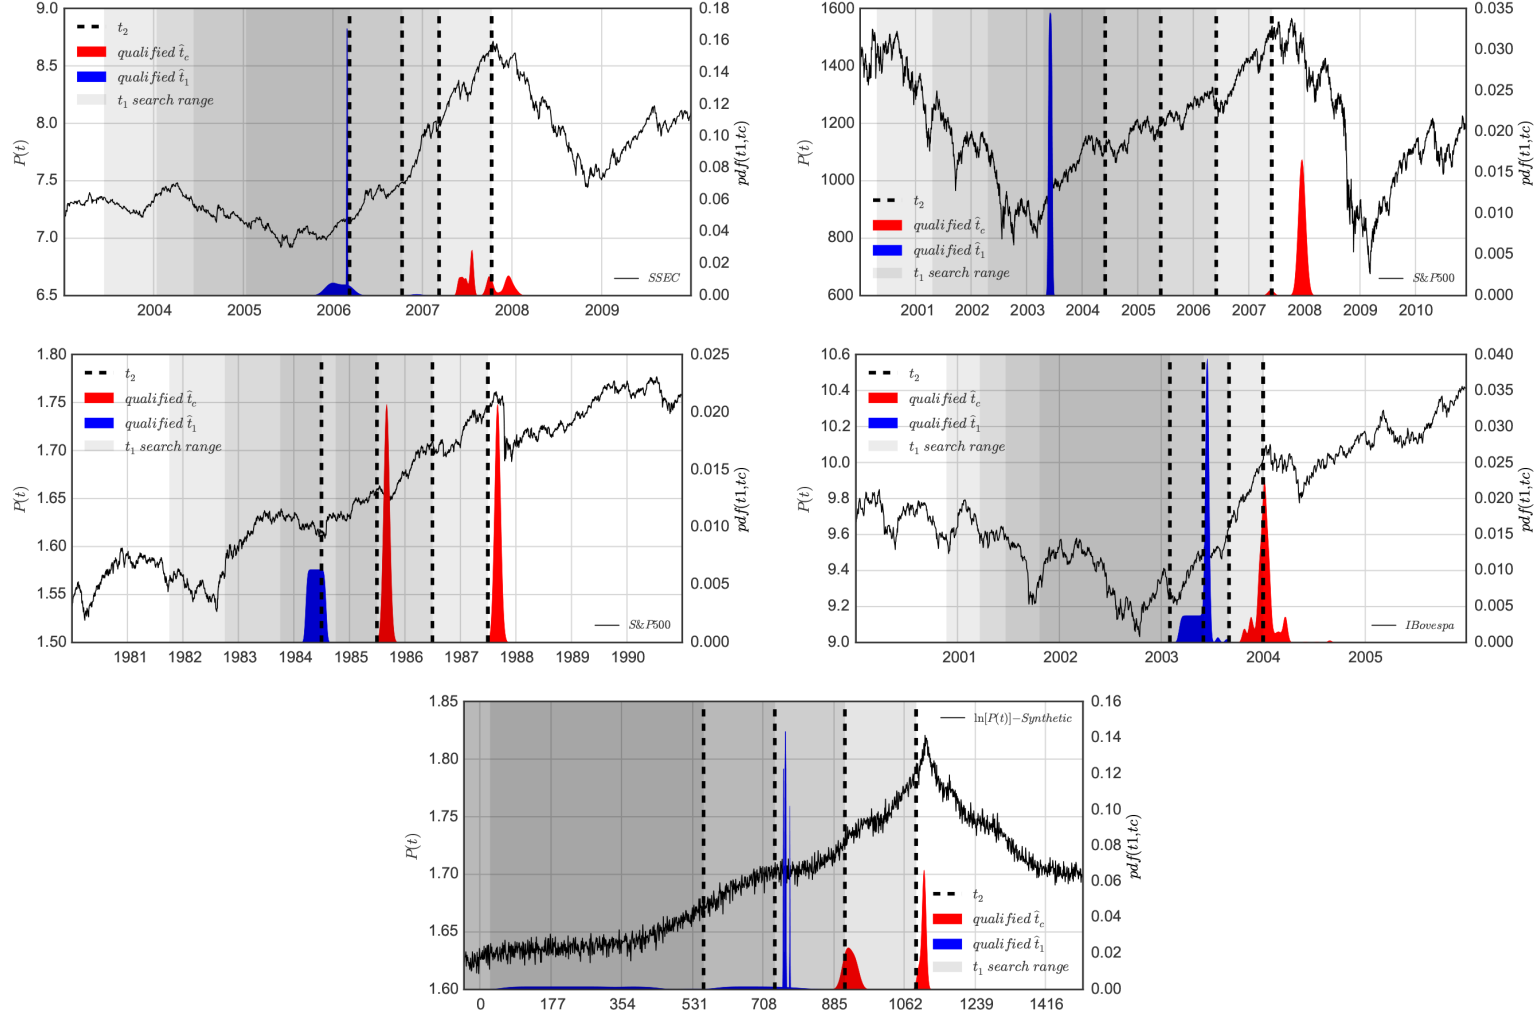 9.0
8.5
8.0
7.5
7.0
6.5
P(t)
t₂
qualified t̂_c
qualified t̂₁
t₁ search range
SSEC
0.18
0.16
0.14
0.12
0.10
0.08
0.06
0.04
0.02
0.00
pdf(t1,tc)
2004 2005 2006 2007 2008 2009
1600
1400
1200
1000
800
600
P(t)
t₂
qualified t̂_c
qualified t̂₁
t₁ search range
S&P500
0.035
0.030
0.025
0.020
0.015
0.010
0.005
0.000
pdf(t1,tc)
2001 2002 2003 2004 2005 2006 2007 2008 2009 2010
1.80
1.75
1.70
1.65
1.60
1.55
1.50
P(t)
t₂
qualified t̂_c
qualified t̂₁
t₁ search range
S&P500
0.025
0.020
0.015
0.010
0.005
0.000
pdf(t1,tc)
1981 1982 1983 1984 1985 1986 1987 1988 1989 1990
10.6
10.4
10.2
10.0
9.8
9.6
9.4
9.2
9.0
P(t)
t₂
qualified t̂_c
qualified t̂₁
t₁ search range
IBovespa
0.040
0.035
0.030
0.025
0.020
0.015
0.010
0.005
0.000
pdf(t1,tc)
2001 2002 2003 2004 2005
1.85
1.80
1.75
1.70
1.65
1.60
P(t)
ln[P(t)]−Synthetic
t₂
qualified t̂_c
qualified t̂₁
t₁ search range
0.16
0.14
0.12
0.10
0.08
0.06
0.04
0.02
0.00
pdf(t1,tc)
0 177 354 531 708 885 1062 1239 1416